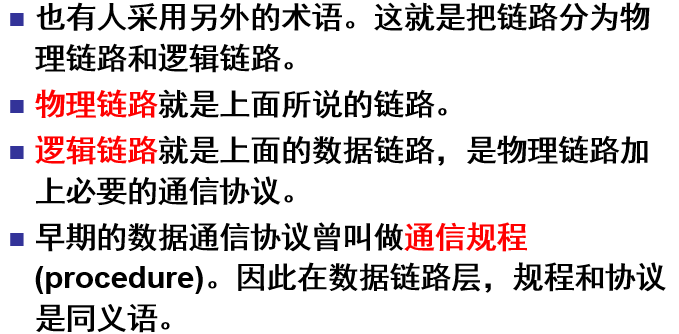 也有人采用另外的术语。这就是把链路分为物
理链路和逻辑链路。
物理链路就是上面所说的链路。
逻辑链路就是上面的数据链路，是物理链路加
上必要的通信协议。
早期的数据通信协议曾叫做通信规程
(procedure)。因此在数据链路层，规程和协议
是同义语。